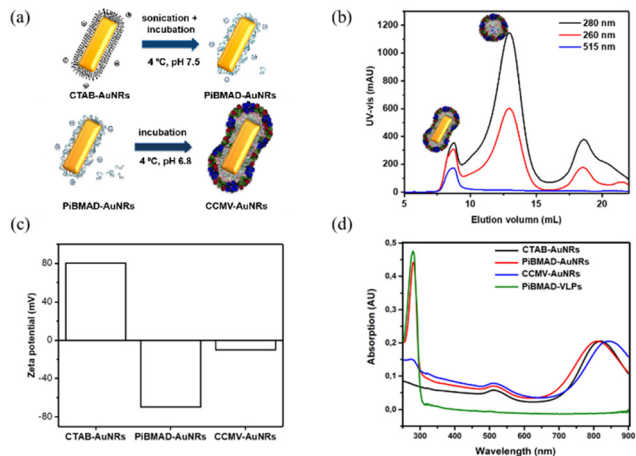 (a)
sonication +
incubation
4 ºC, pH 7.5
CTAB-AuNRs
PiBMAD-AuNRs
incubation
4 ºC, pH 6.8
PiBMAD-AuNRs
CCMV-AuNRs
(b)
280 nm
260 nm
515 nm
UV-vis (mAU)
1200
1000
800
600
400
200
0
5
10
15
20
Elution volumn (mL)
(c)
Zeta potential (mV)
80
40
0
-40
-80
CTAB-AuNRs
PiBMAD-AuNRs
CCMV-AuNRs
(d)
CTAB-AuNRs
PiBMAD-AuNRs
CCMV-AuNRs
PiBMAD-VLPs
Absorption (AU)
0,5
0,4
0,3
0,2
0,1
0,0
300
400
500
600
700
800
900
Wavelength (nm)